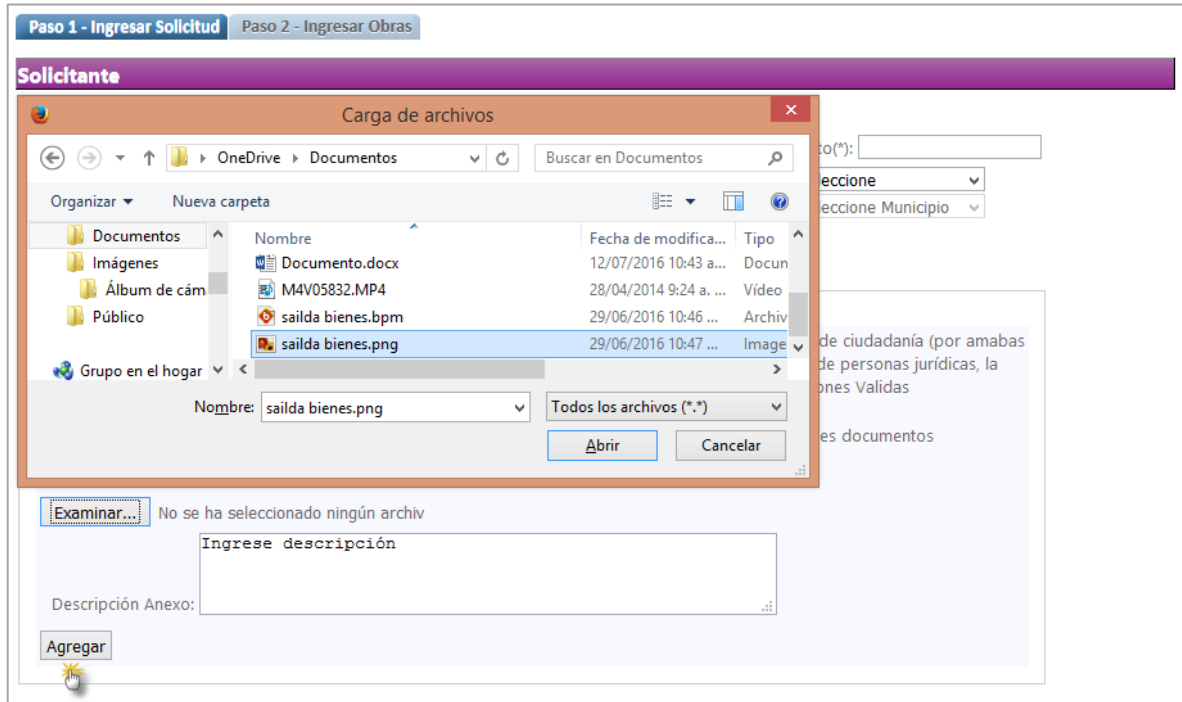 Paso 1 - Ingresar Solicitud Paso 2 - Ingresar Obras
Solicitante
Carga de archivos
OneDrive Documentos Buscar en Documentos
to(*):
Organizar Nueva carpeta
leccione
leccione Municipio
Documentos
Imágenes
Álbum de cám
Público
Grupo en el hogar
Nombre Fecha de modifica... Tipo
Documento.docx 12/07/2016 10:43 a... Docun
M4V05832.MP4 28/04/2014 9:24 a. ... Vídeo
sailda bienes.bpm 29/06/2016 10:46 ... Archiv
sailda bienes.png 29/06/2016 10:47 ... Image
Nombre: sailda bienes.png Todos los archivos (*.*)
Abrir Cancelar
de ciudadanía (por amabas
de personas jurídicas, la
ones Validas
es documentos
Examinar... No se ha seleccionado ningún archiv
Ingrese descripción
Descripción Anexo:
Agregar